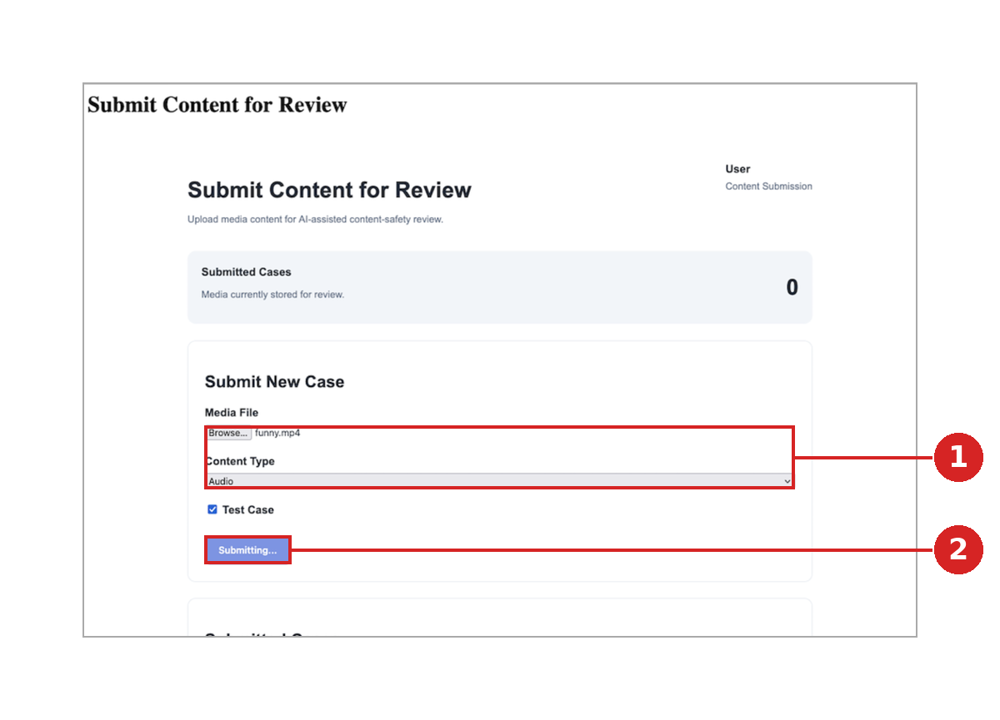 Submit Content for Review
User
Submit Content for Review
Content Submission
Upload media content for AI-assisted content-safety review.
Submitted Cases
0
Media currently stored for review.
Submit New Case
Media File
Browse... funny.mp4
1
Content Type
Audio
Test Case
Submitting...
2